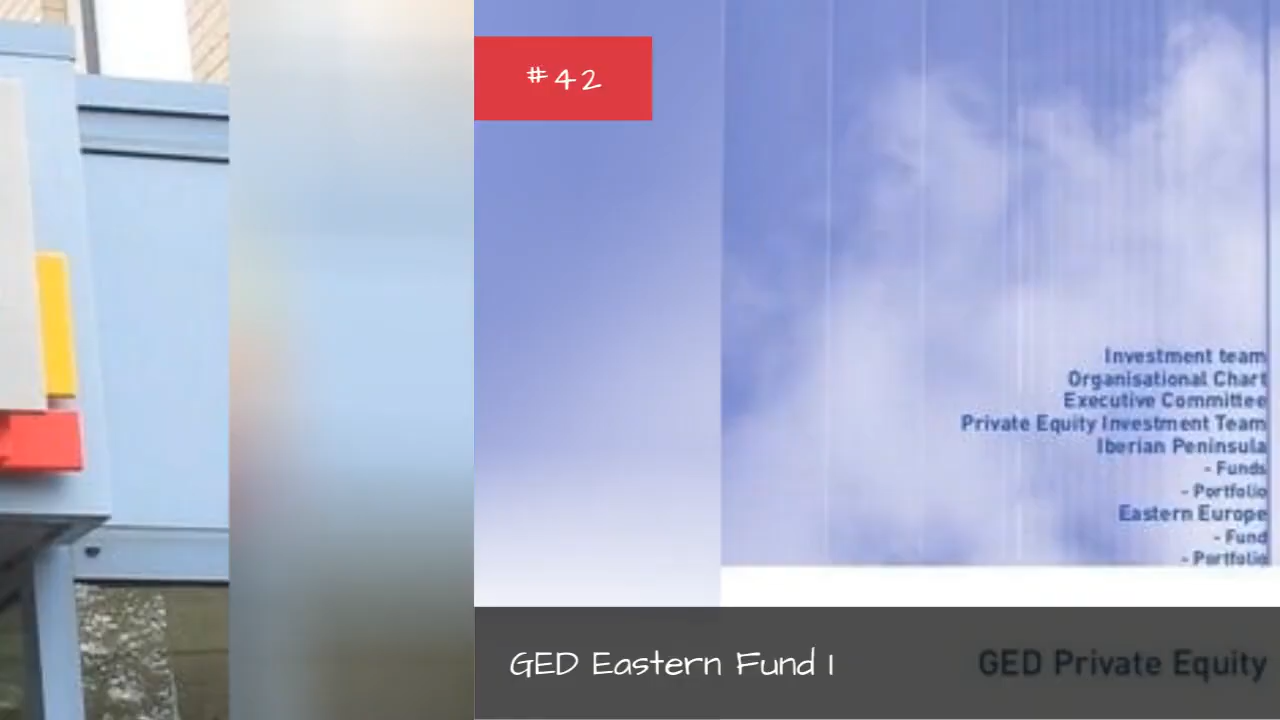 #42
Investment team
Organisational Chart
Executive Committee
Private Equity Investment Team
Iberian Peninsula
- Funds
- Portfolio
Eastern Europe
- Fund
- Portfolio
GED Eastern Fund I
GED Private Equity